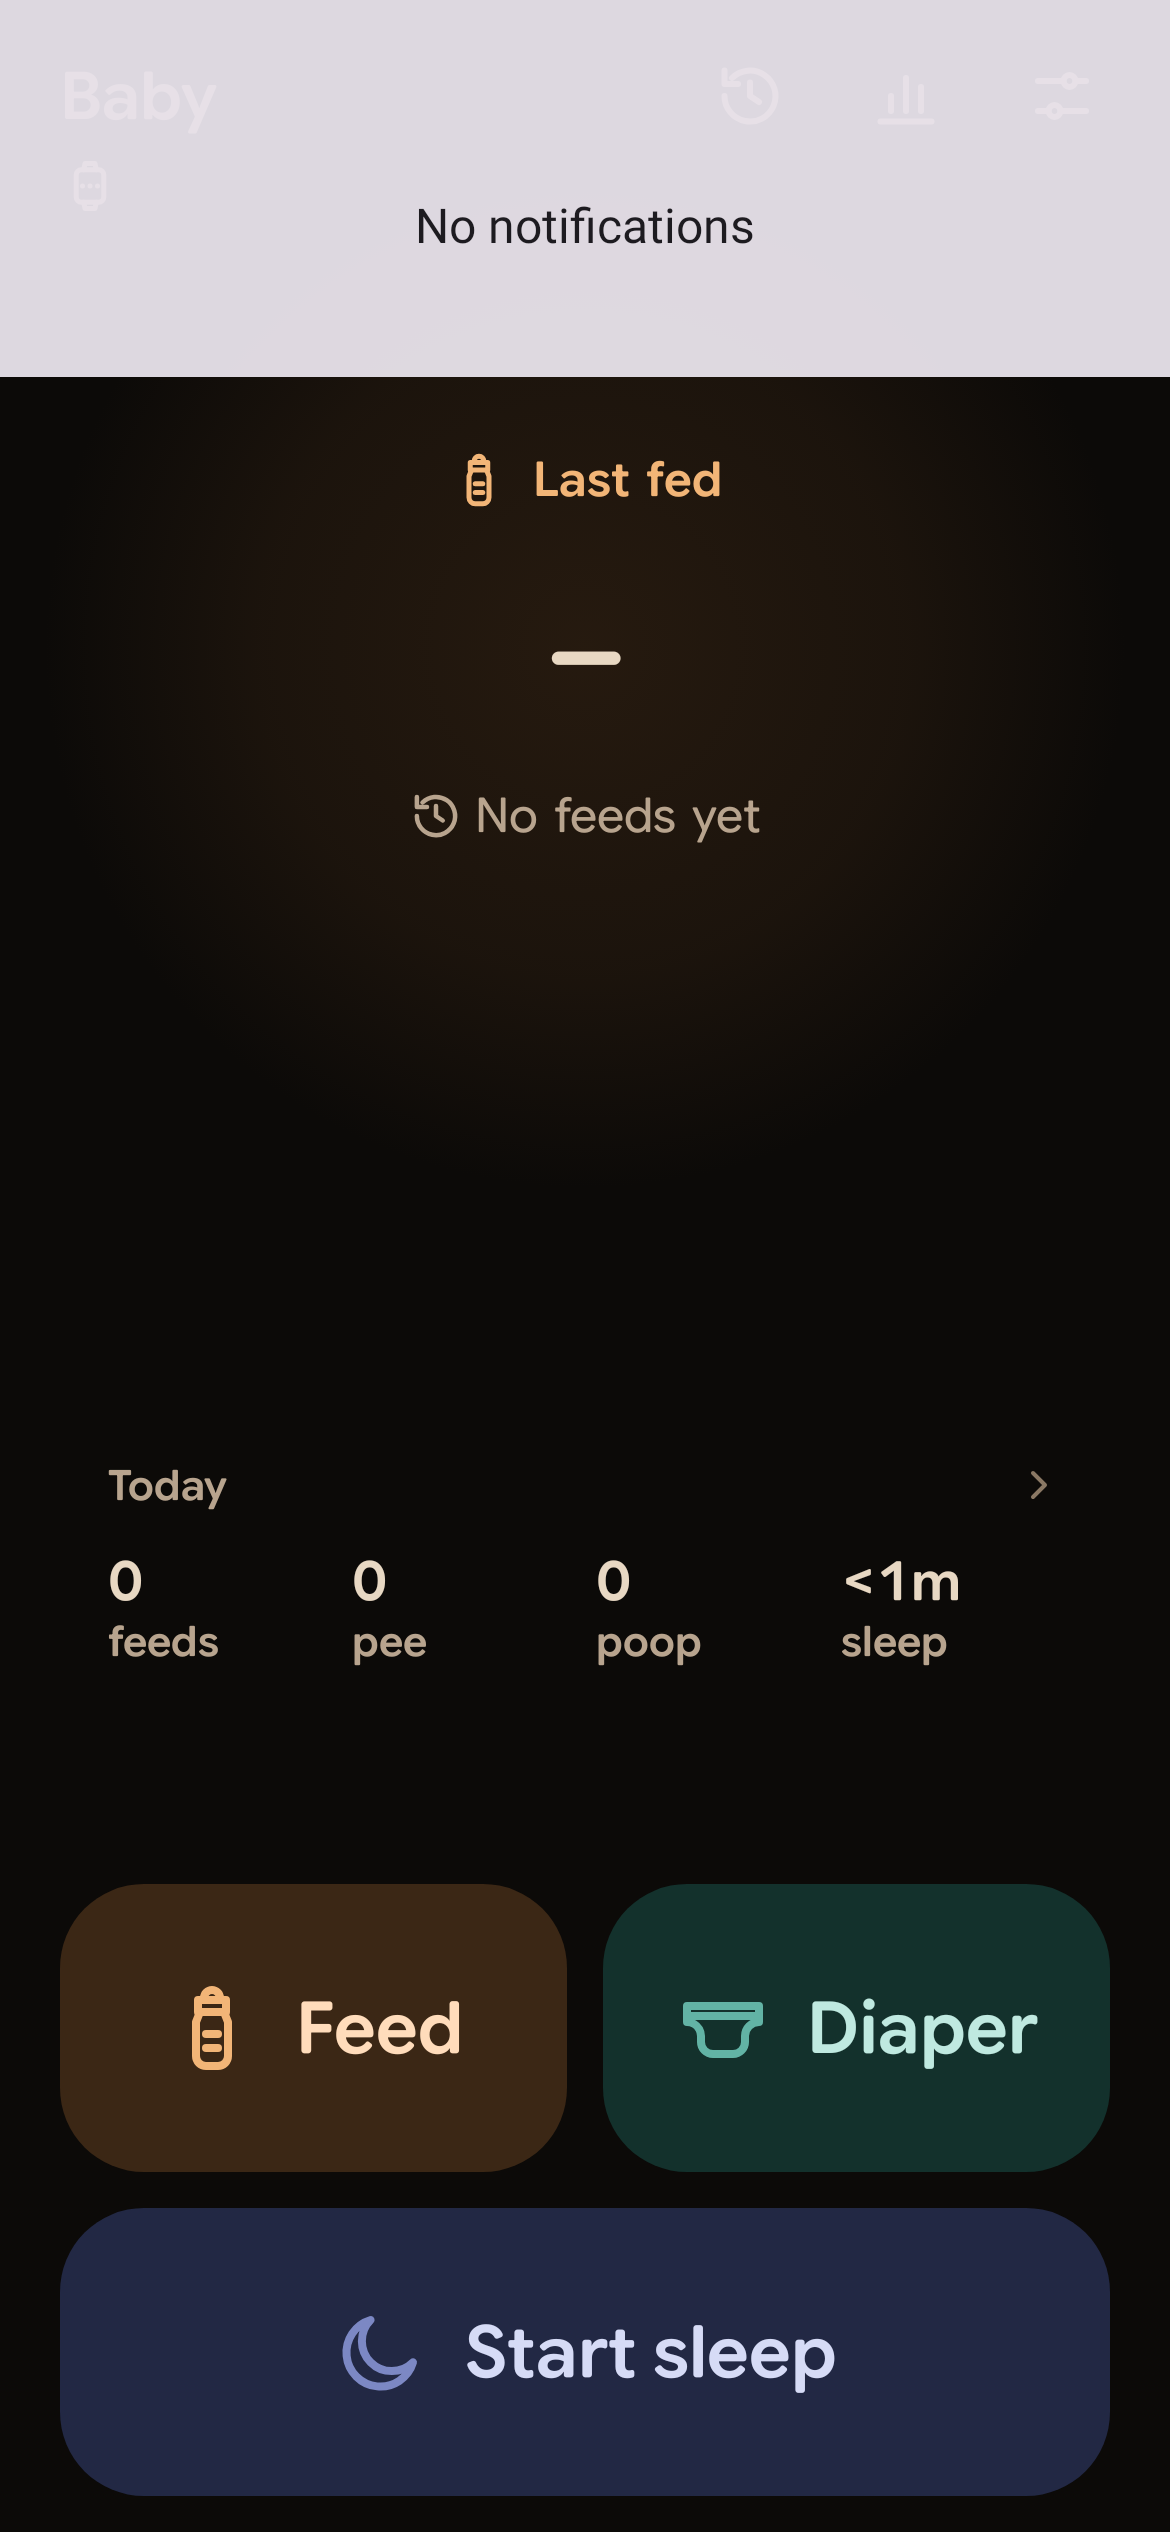 Baby
No notifications
Last fed
–
No feeds yet
Today
0 0 0 <1m
feeds pee poop sleep
Feed Diaper
Start sleep